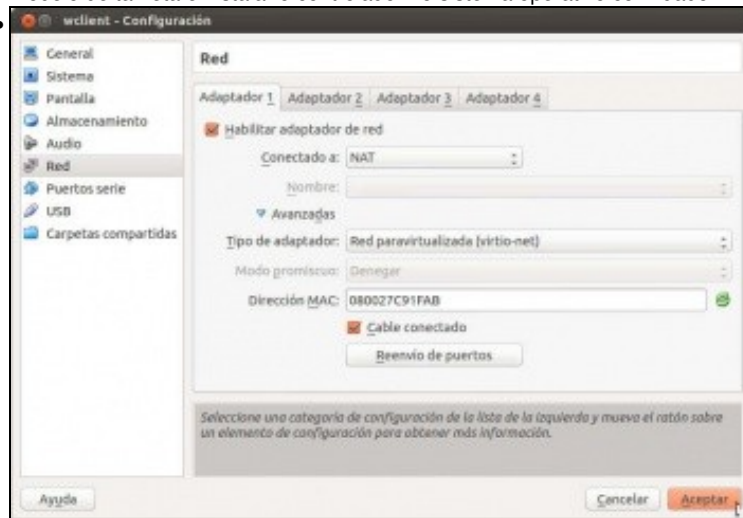 wclient - Configuración
General
Sistema
Pantalla
Almacenamiento
Audio
Red
Puertos serie
USB
Carpetas compartidas
Red
Adaptador 1 Adaptador 2 Adaptador 3 Adaptador 4
Habilitar adaptador de red
Conectado a: NAT
Nombre:
Avanzadas
Tipo de adaptador: Red paravirtualizada (virtio-net)
Modo promiscuo: Denegar
Dirección MAC: 080027C91FAB
Cable conectado
Reenvío de puertos
Seleccione una categoría de configuración de la lista de la izquierda y mueva el ratón sobre
un elemento de configuración para obtener más información.
Ayuda Cancelar Aceptar